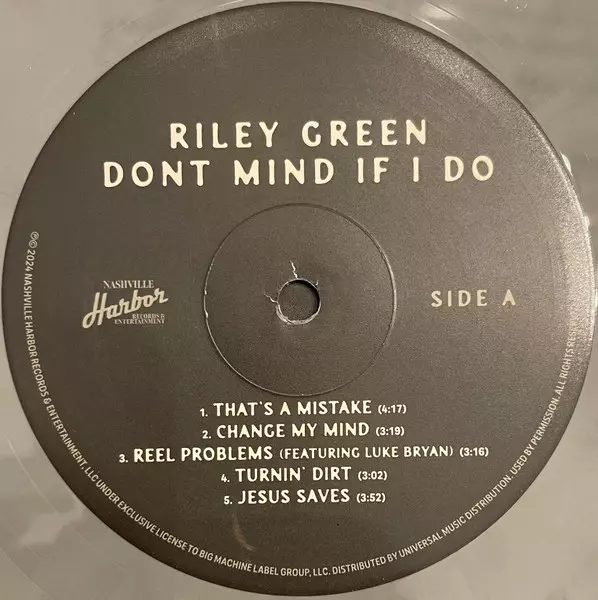 RILEY GREEN
DONT MIND IF I DO
NASHVILLE
Harbor
RECORDS &
ENTERTAINMENT
SIDE A
1. THAT'S A MISTAKE (4:17)
2. CHANGE MY MIND (3:19)
3. REEL PROBLEMS (FEATURING LUKE BRYAN) (3:16)
4. TURNIN' DIRT (3:02)
5. JESUS SAVES (3:52)
℗© 2024 NASHVILLE HARBOR RECORDS & ENTERTAINMENT, LLC UNDER EXCLUSIVE LICENSE TO BIG MACHINE LABEL GROUP, LLC. DISTRIBUTED BY UNIVERSAL MUSIC DISTRIBUTION. USED BY PERMISSION. ALL RIGHTS